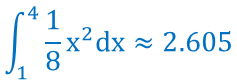 ∫₁⁴ 1/8 x² dx ≈ 2.605